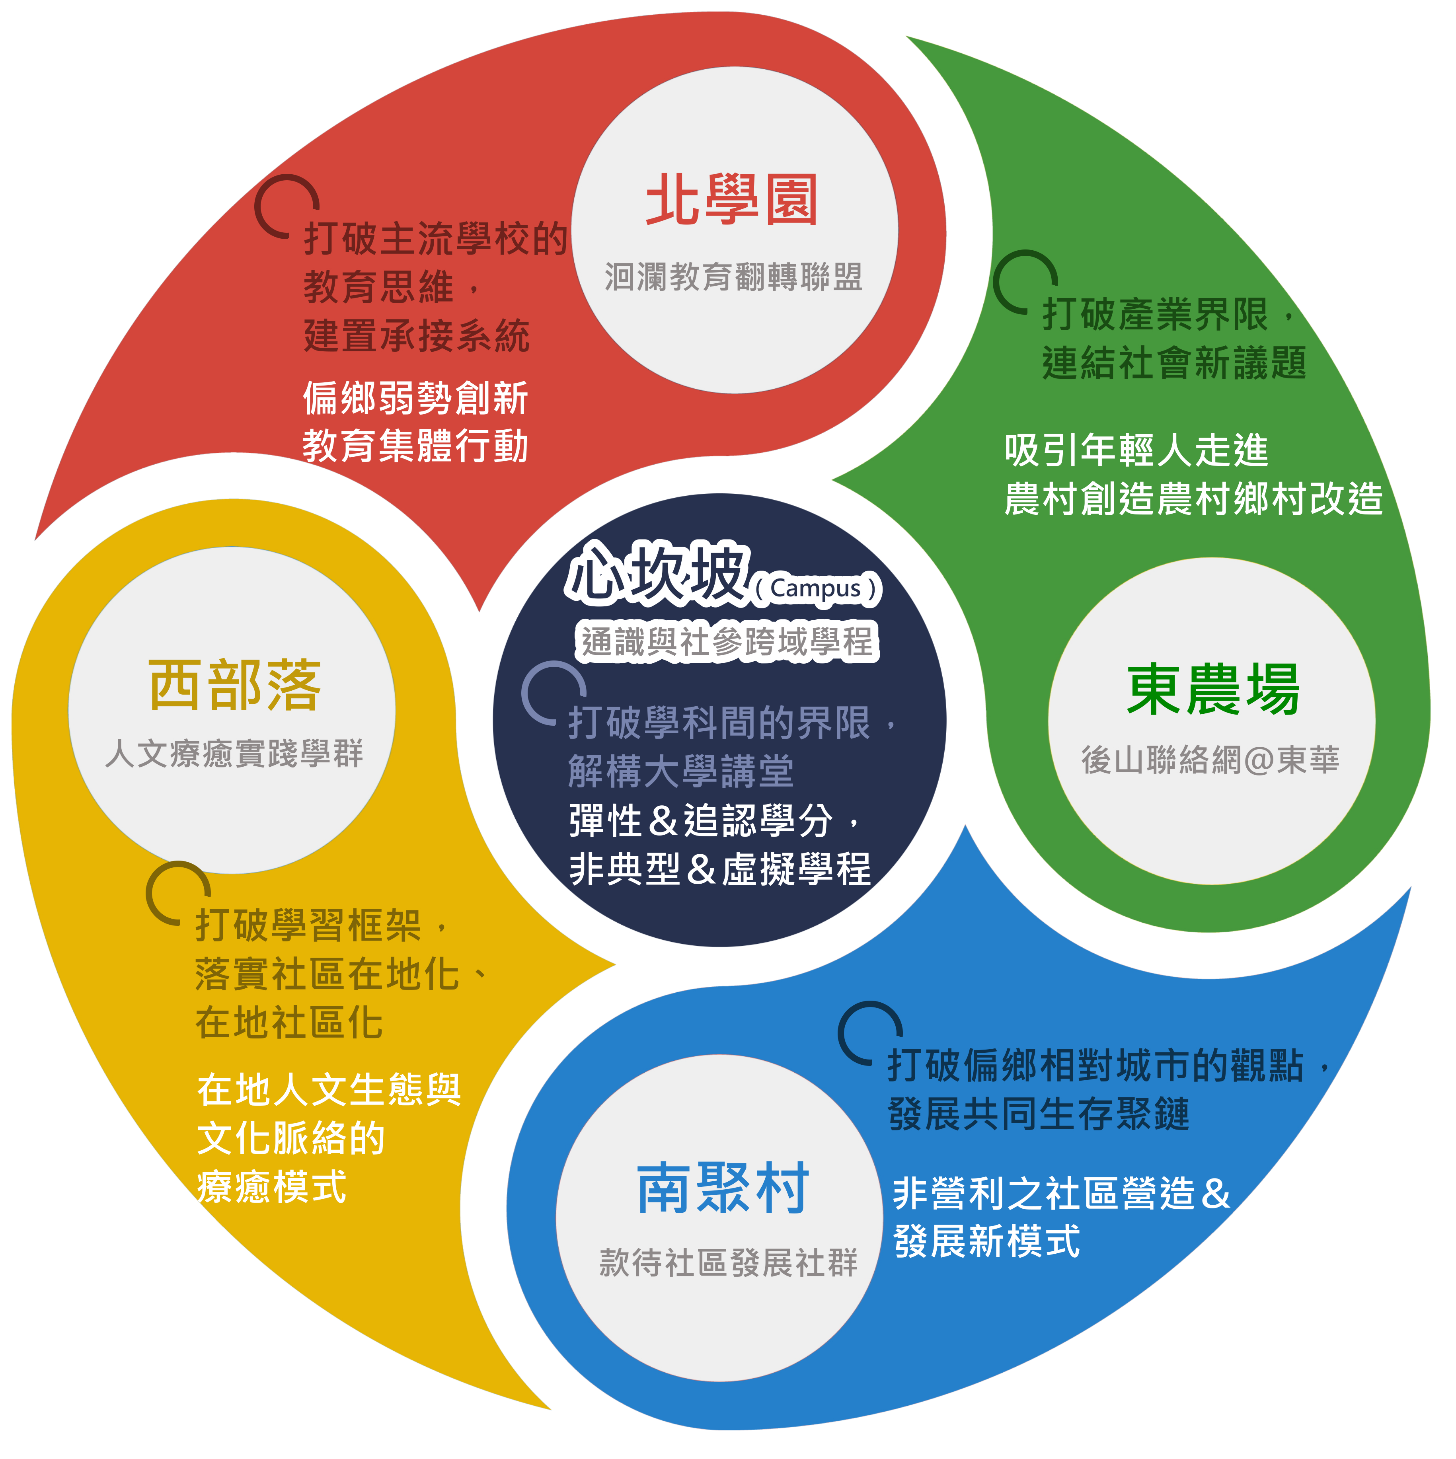 北學園
洄瀾教育翻轉聯盟
打破主流學校的
教育思維，
建置承接系統
偏鄉弱勢創新
教育集體行動
打破產業界限，
連結社會新議題
吸引年輕人走進
農村創造農村鄉村改造
東農場
後山聯絡網@東華
心坎坡(Campus)
通識與社參跨域學程
打破學科間的界限，
解構大學講堂
彈性＆追認學分，
非典型＆虛擬學程
西部落
人文療癒實踐學群
打破學習框架，
落實社區在地化、
在地社區化
在地人文生態與
文化脈絡的
療癒模式
南聚村
款待社區發展社群
打破偏鄉相對城市的觀點，
發展共同生存聚鏈
非營利之社區營造＆
發展新模式